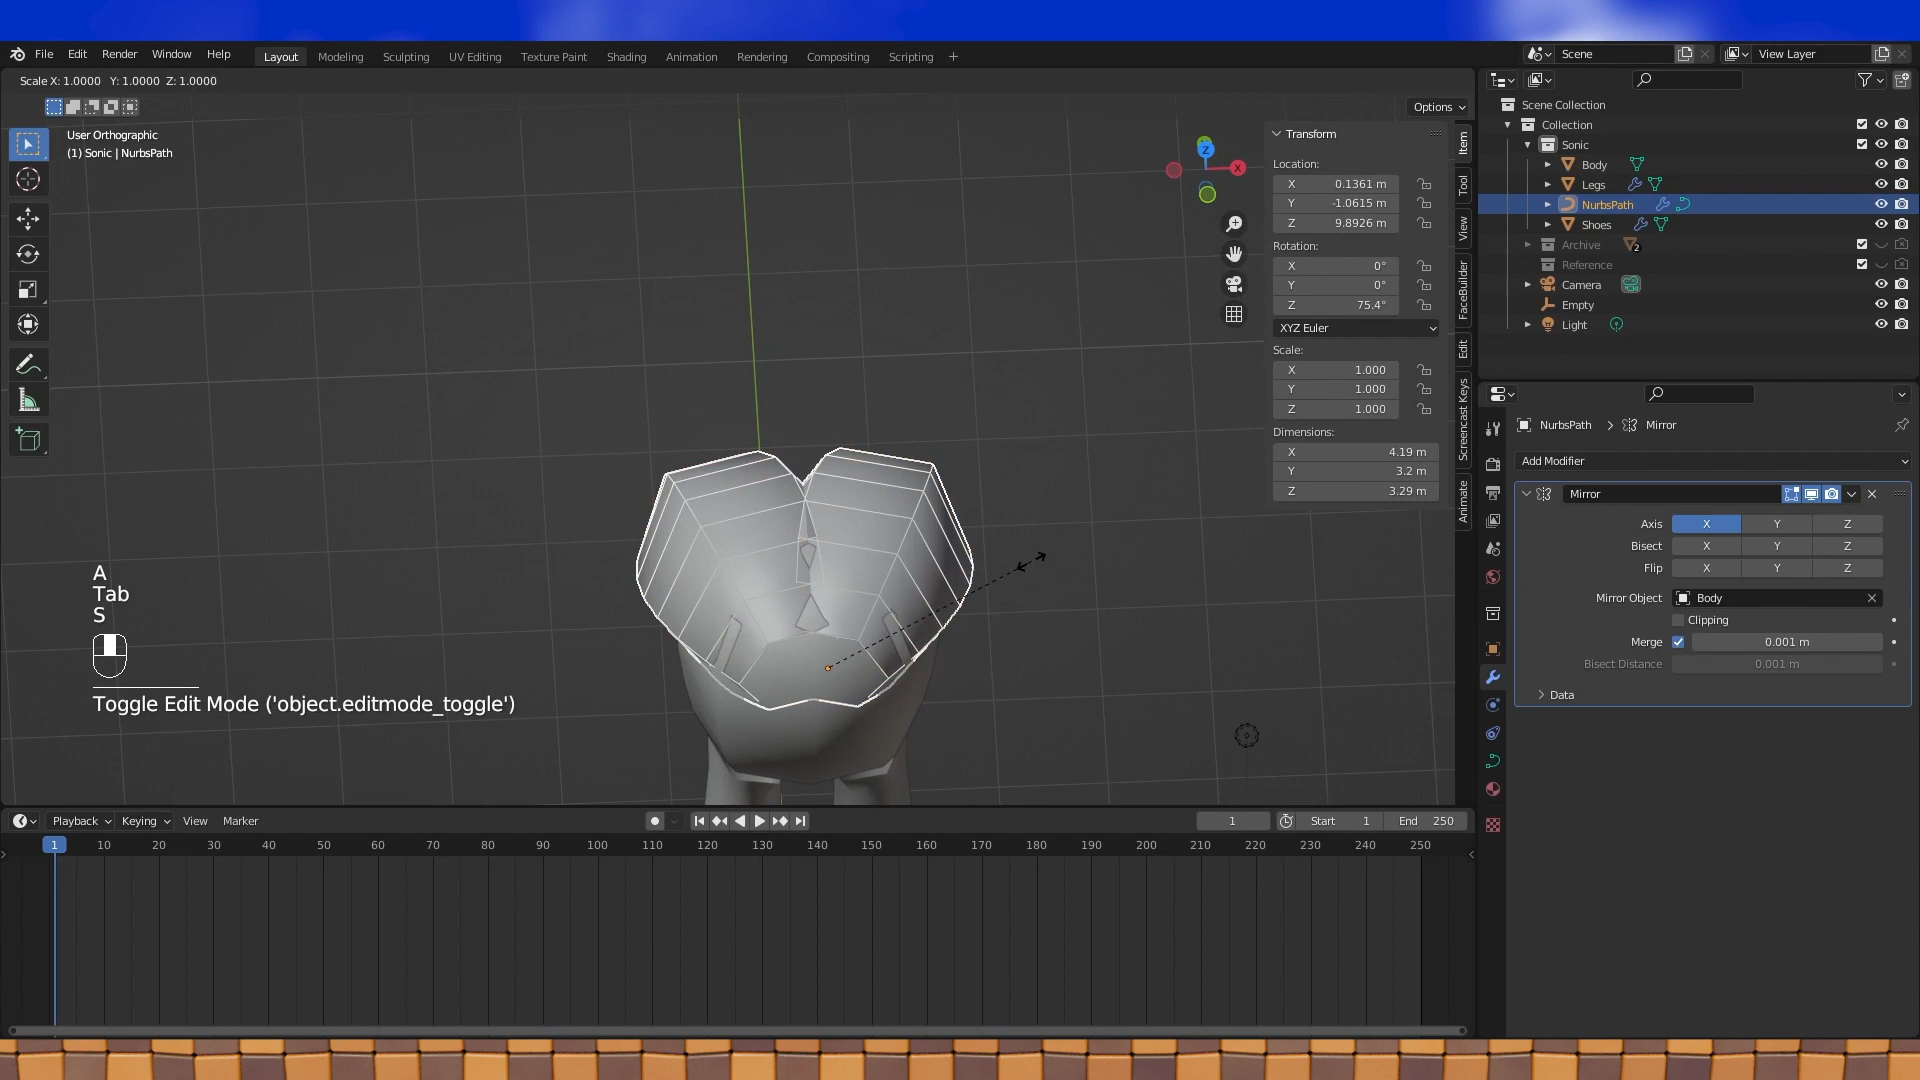 File Edit Render Window Help Layout Modeling Sculpting UV Editing Texture Paint Shading Animation Rendering Compositing Scripting + Scene View Layer
Scale X: 1.0000 Y: 1.0000 Z: 1.0000
Options
User Orthographic
(1) Sonic | NurbsPath
Z
X
A
Tab
S
Toggle Edit Mode ('object.editmode_toggle')
Transform
Location:
X 0.1361 m
Y -1.0615 m
Z 9.8926 m
Rotation:
X 0°
Y 0°
Z 75.4°
XYZ Euler
Scale:
X 1.000
Y 1.000
Z 1.000
Dimensions:
X 4.19 m
Y 3.2 m
Z 3.29 m
Item
Tool
View
FaceBuilder
Edit
Screencast Keys
Animate
Scene Collection
Collection
Sonic
Body
Legs
NurbsPath
Shoes
Archive 2
Reference
Camera
Empty
Light
NurbsPath > Mirror
Add Modifier
Mirror
Axis X Y Z
Bisect X Y Z
Flip X Y Z
Mirror Object Body
Clipping
Merge 0.001 m
Bisect Distance 0.001 m
Data
Playback Keying View Marker 1 Start 1 End 250
1 10 20 30 40 50 60 70 80 90 100 110 120 130 140 150 160 170 180 190 200 210 220 230 240 250